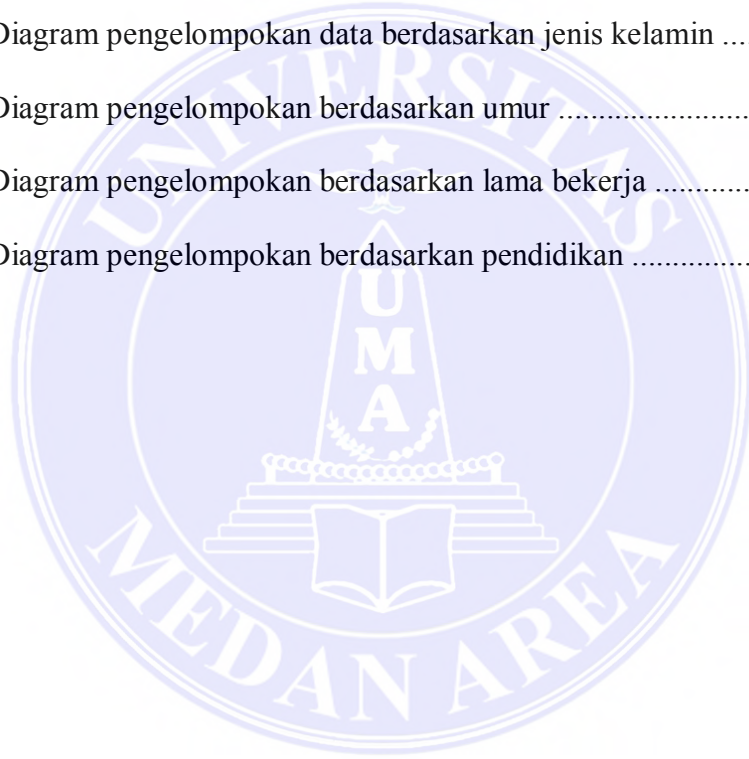 Diagram pengelompokan data berdasarkan jenis kelamin ....
Diagram pengelompokan berdasarkan umur ........................
Diagram pengelompokan berdasarkan lama bekerja ............
Diagram pengelompokan berdasarkan pendidikan ...............
UNIVERSITAS
U
M
A
MEDAN AREA